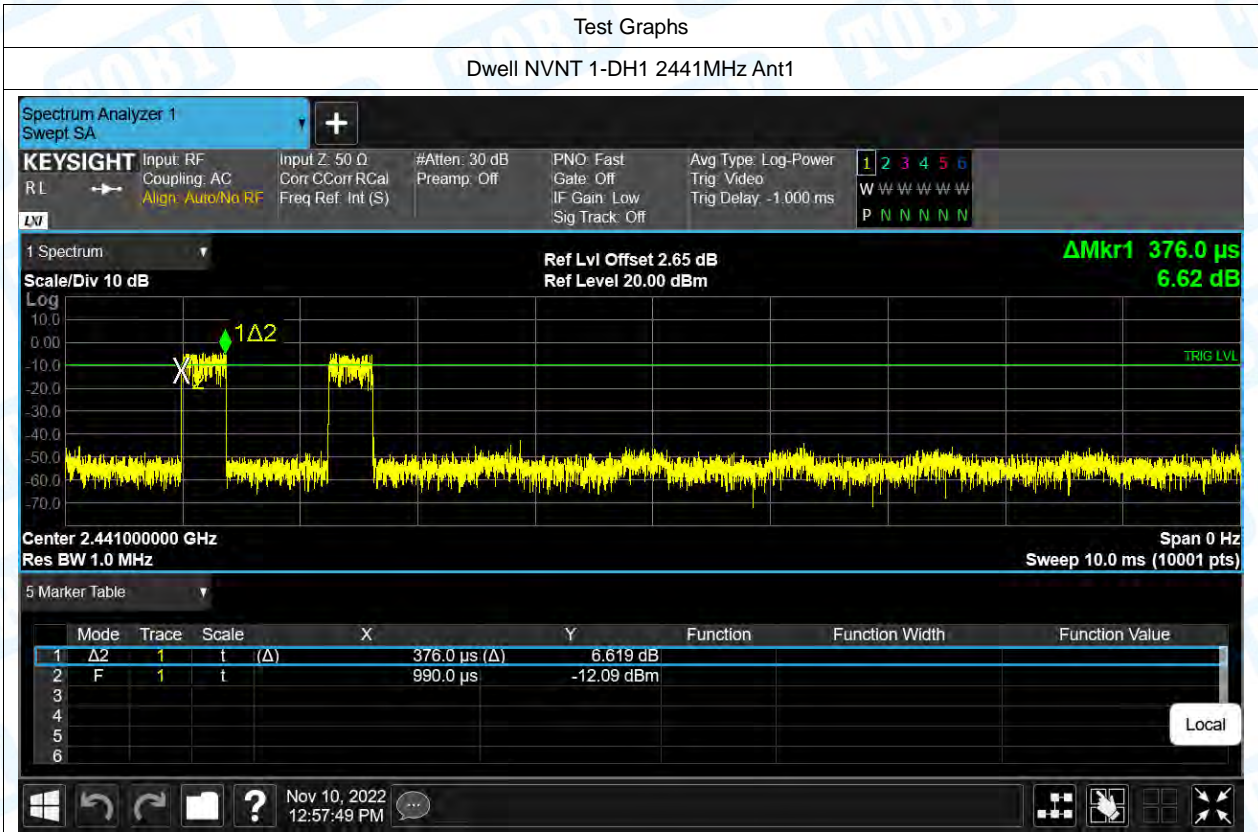 Test Graphs
Dwell NVNT 1-DH1 2441MHz Ant1
Spectrum Analyzer 1
Swept SA
+
KEYSIGHT Input: RF Input Z: 50 Ω #Atten: 30 dB PNO: Fast Avg Type: Log-Power 1 2 3 4 5 6
RL Coupling: AC Corr CCorr RCal Preamp: Off Gate: Off Trig: Video W W W W W W
Align: Auto/No RF Freq Ref: Int (S) IF Gain: Low Trig Delay: -1.000 ms
LXI Sig Track: Off P N N N N N
1 Spectrum ΔMkr1 376.0 µs
Ref Lvl Offset 2.65 dB
Scale/Div 10 dB Ref Level 20.00 dBm 6.62 dB
Log
10.0
1Δ2
0.00
TRIG LVL
-10.0
X2
-20.0
-30.0
-40.0
-50.0
-60.0
-70.0
Center 2.441000000 GHz Span 0 Hz
Res BW 1.0 MHz Sweep 10.0 ms (10001 pts)
5 Marker Table
Mode Trace Scale X Y Function Function Width Function Value
1 Δ2 1 t (Δ) 376.0 µs (Δ) 6.619 dB
2 F 1 t 990.0 µs -12.09 dBm
3
4
5
6
Local
? Nov 10, 2022
12:57:49 PM
TOBY